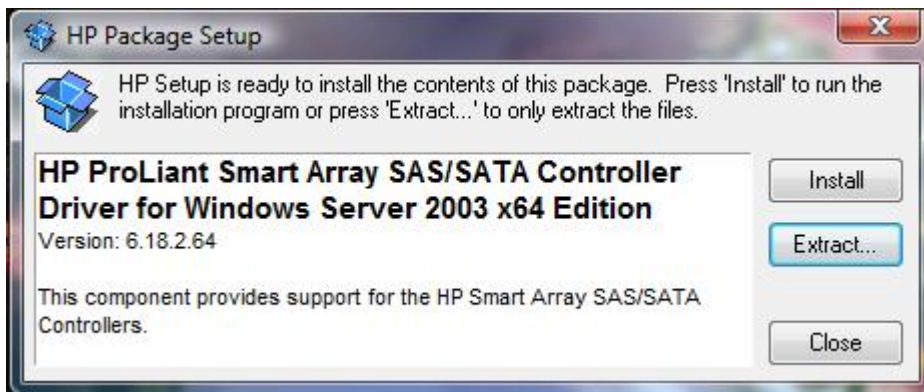 HP Package Setup
HP Setup is ready to install the contents of this package.  Press 'Install' to run the
installation program or press 'Extract...' to only extract the files.
HP ProLiant Smart Array SAS/SATA Controller
Driver for Windows Server 2003 x64 Edition
Version: 6.18.2.64
This component provides support for the HP Smart Array SAS/SATA
Controllers.
Install
Extract...
Close